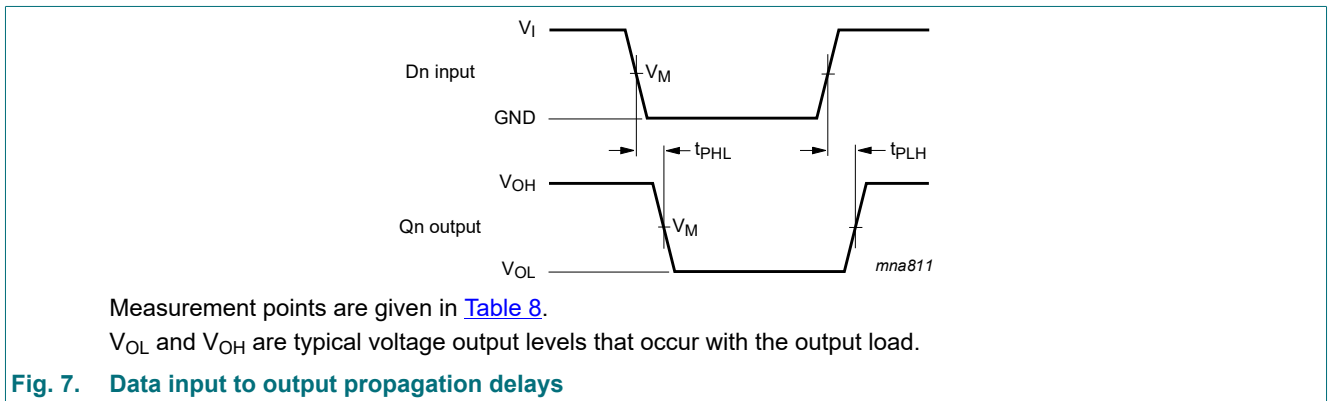 V_I
Dn input
V_M
GND
t_PHL
t_PLH
V_OH
Qn output
V_M
V_OL
mna811
Measurement points are given in Table 8.
V_OL and V_OH are typical voltage output levels that occur with the output load.
Fig. 7. Data input to output propagation delays